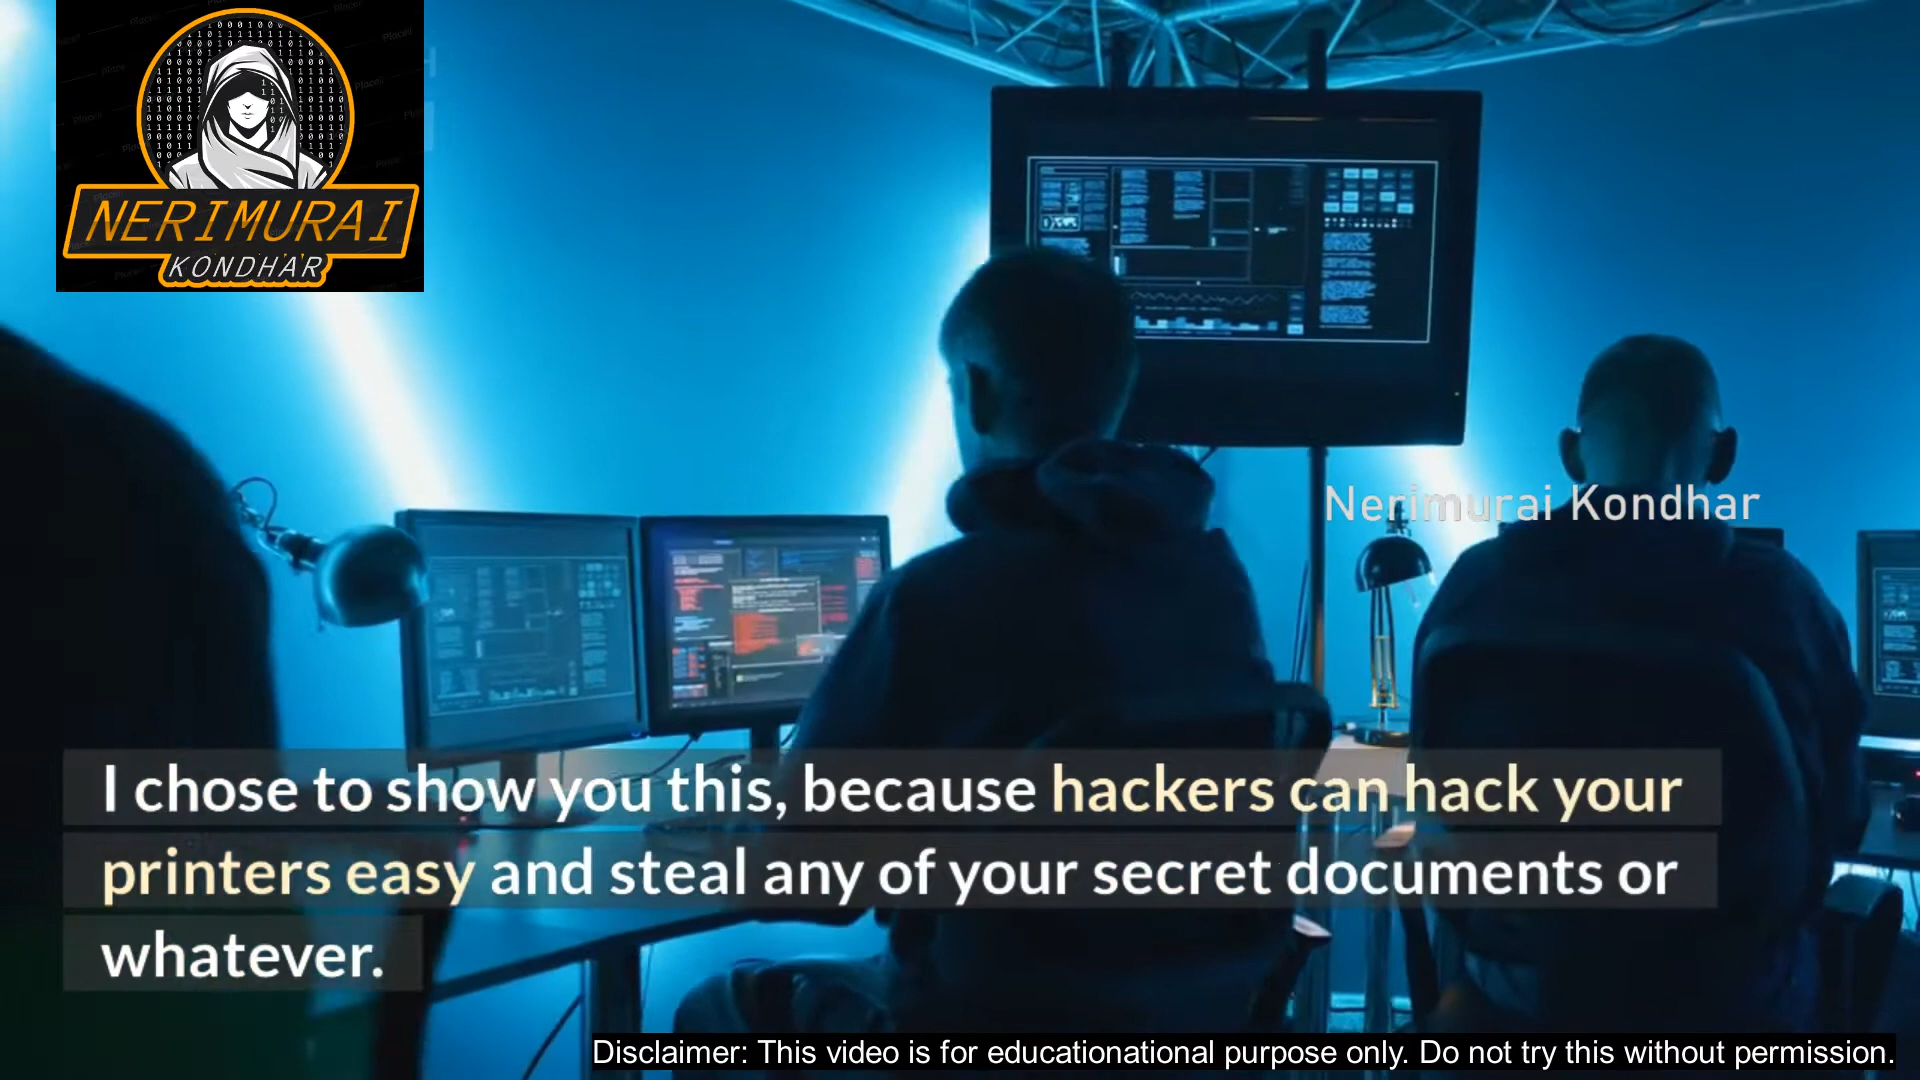 NERIMURAI
KONDHAR
Nerimurai Kondhar
I chose to show you this, because hackers can hack your
printers easy and steal any of your secret documents or
whatever.
Disclaimer: This video is for educationational purpose only. Do not try this without permission.